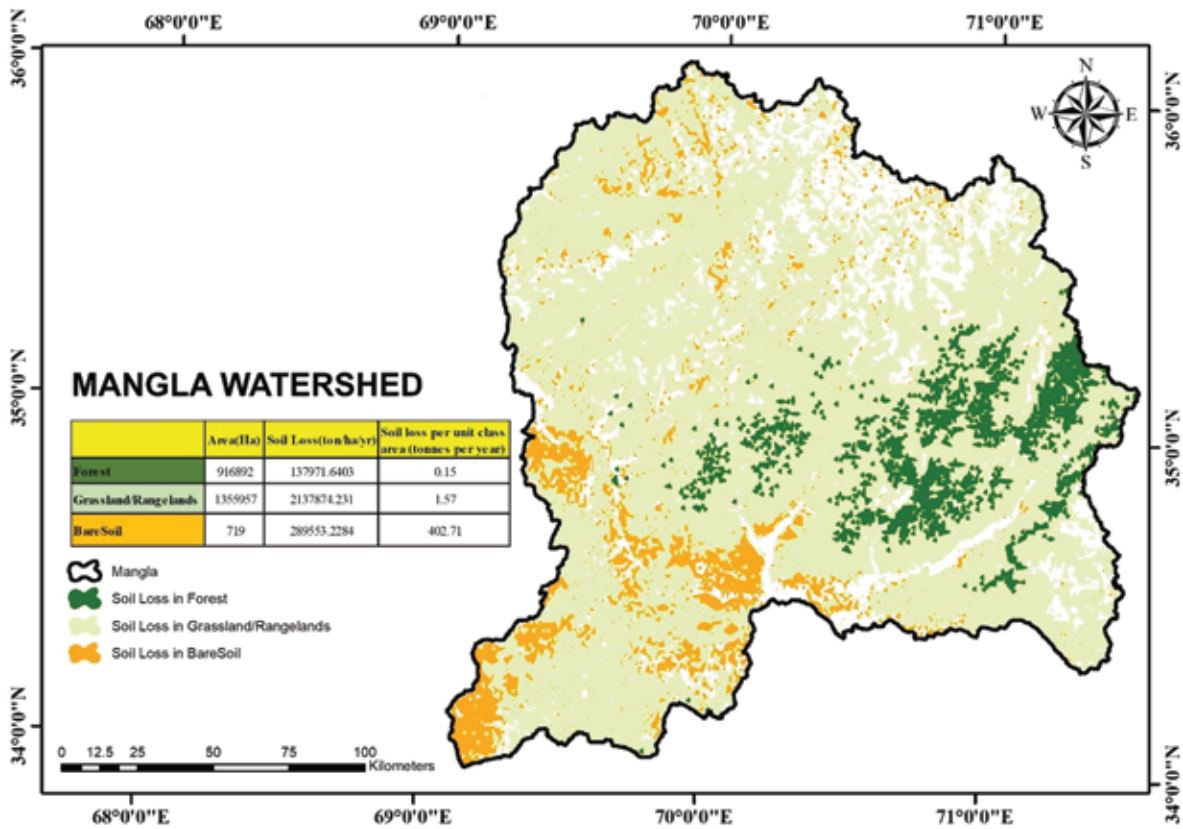 68°0'0"E 69°0'0"E 70°0'0"E 71°0'0"E
36°0'0"N
36°0'0"N
N
W E
S
35°0'0"N
35°0'0"N
MANGLA WATERSHED
Area(Ha) Soil Loss(ton/ha/yr) Soil loss per unit class
area (tonnes per year)
Forest 916892 137971.6403 0.15
Grassland/Rangelands 1355957 2137874.231 1.57
BareSoil 719 289553.2284 402.71
Mangla
Soil Loss in Forest
Soil Loss in Grassland/Rangelands
Soil Loss in BareSoil
34°0'0"N
34°0'0"N
0 12.5 25 50 75 100
Kilometers
68°0'0"E 69°0'0"E 70°0'0"E 71°0'0"E